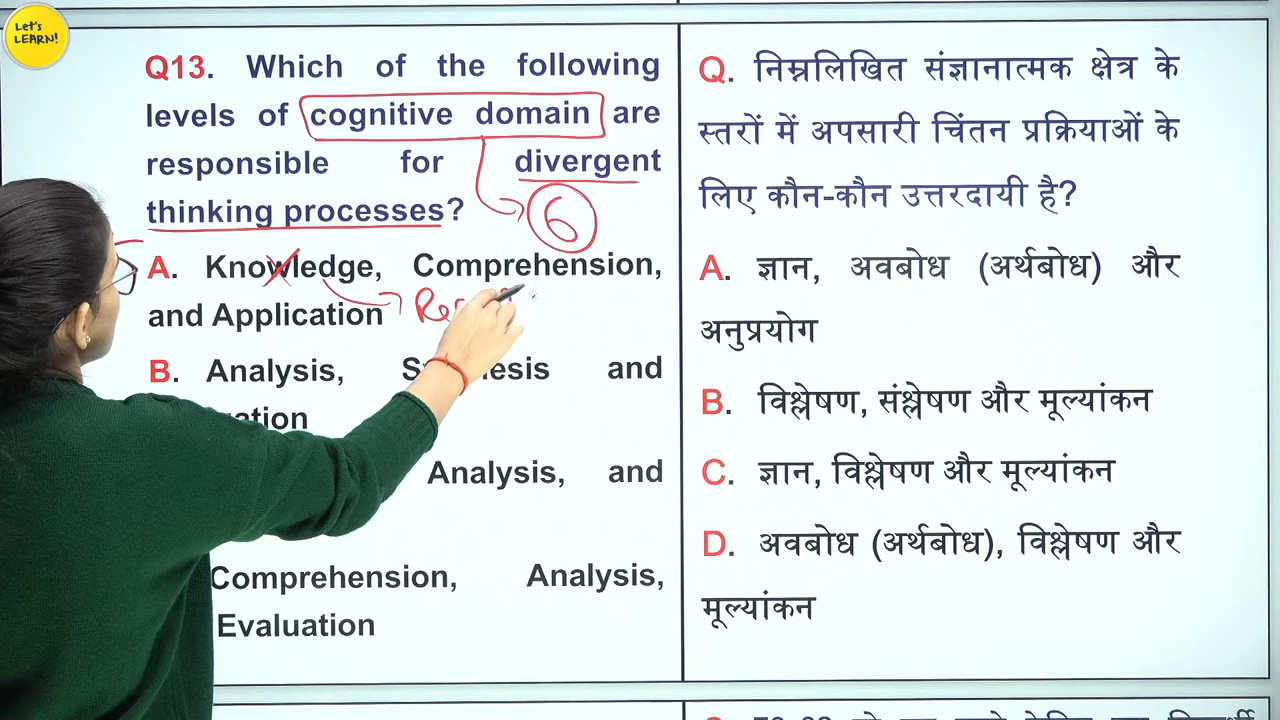 Let's
LEARN!
Q13. Which of the following
levels of cognitive domain are
responsible for divergent
thinking processes?
6
A. Knowledge, Comprehension,
and Application
B. Analysis, and
Analysis, and
Comprehension, Analysis,
Evaluation
Q. निम्नलिखित संज्ञानात्मक क्षेत्र के
स्तरों में अपसारी चिंतन प्रक्रियाओं के
लिए कौन-कौन उत्तरदायी है?
A. ज्ञान, अवबोध (अर्थबोध) और
अनुप्रयोग
B. विश्लेषण, संश्लेषण और मूल्यांकन
C. ज्ञान, विश्लेषण और मूल्यांकन
D. अवबोध (अर्थबोध), विश्लेषण और
मूल्यांकन